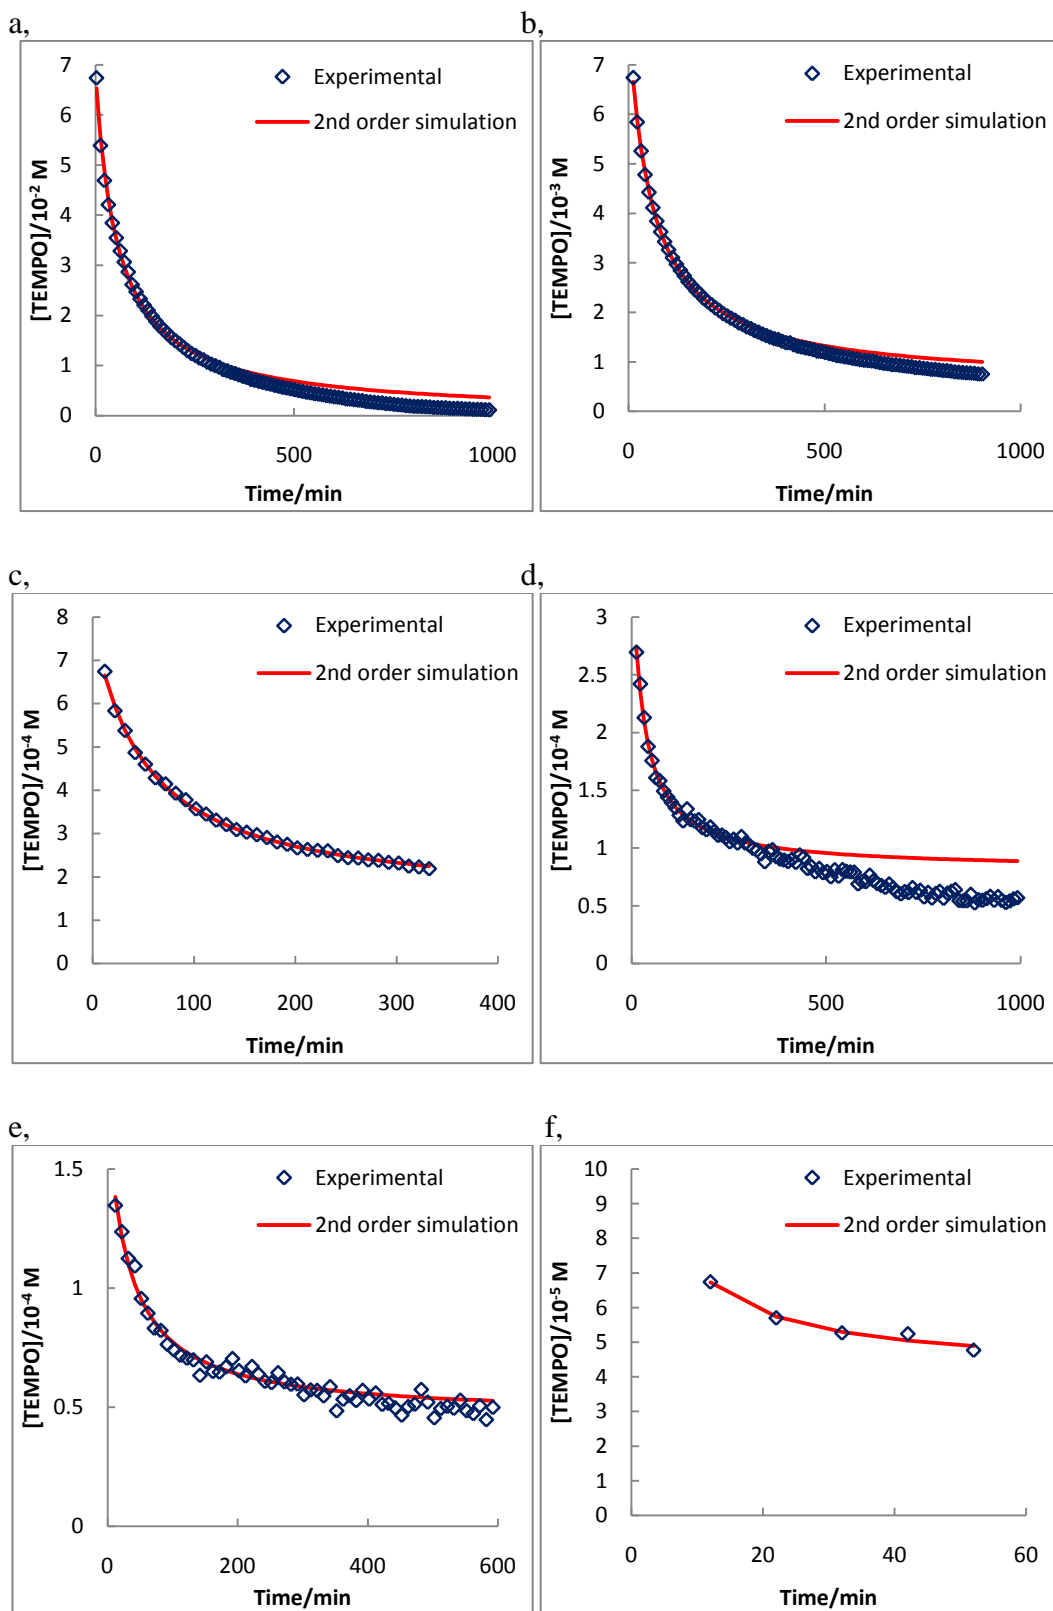 a,
7
6
5
4
3
2
1
0
[TEMPO]/10⁻² M
Experimental
2nd order simulation
0 500 1000
Time/min
b,
7
6
5
4
3
2
1
0
[TEMPO]/10⁻³ M
Experimental
2nd order simulation
0 500 1000
Time/min
c,
8
7
6
5
4
3
2
1
0
[TEMPO]/10⁻⁴ M
Experimental
2nd order simulation
0 100 200 300 400
Time/min
d,
3
2.5
2
1.5
1
0.5
0
[TEMPO]/10⁻⁴ M
Experimental
2nd order simulation
0 500 1000
Time/min
e,
1.5
1
0.5
0
[TEMPO]/10⁻⁴ M
Experimental
2nd order simulation
0 200 400 600
Time/min
f,
10
9
8
7
6
5
4
3
2
1
0
[TEMPO]/10⁻⁵ M
Experimental
2nd order simulation
0 20 40 60
Time/min